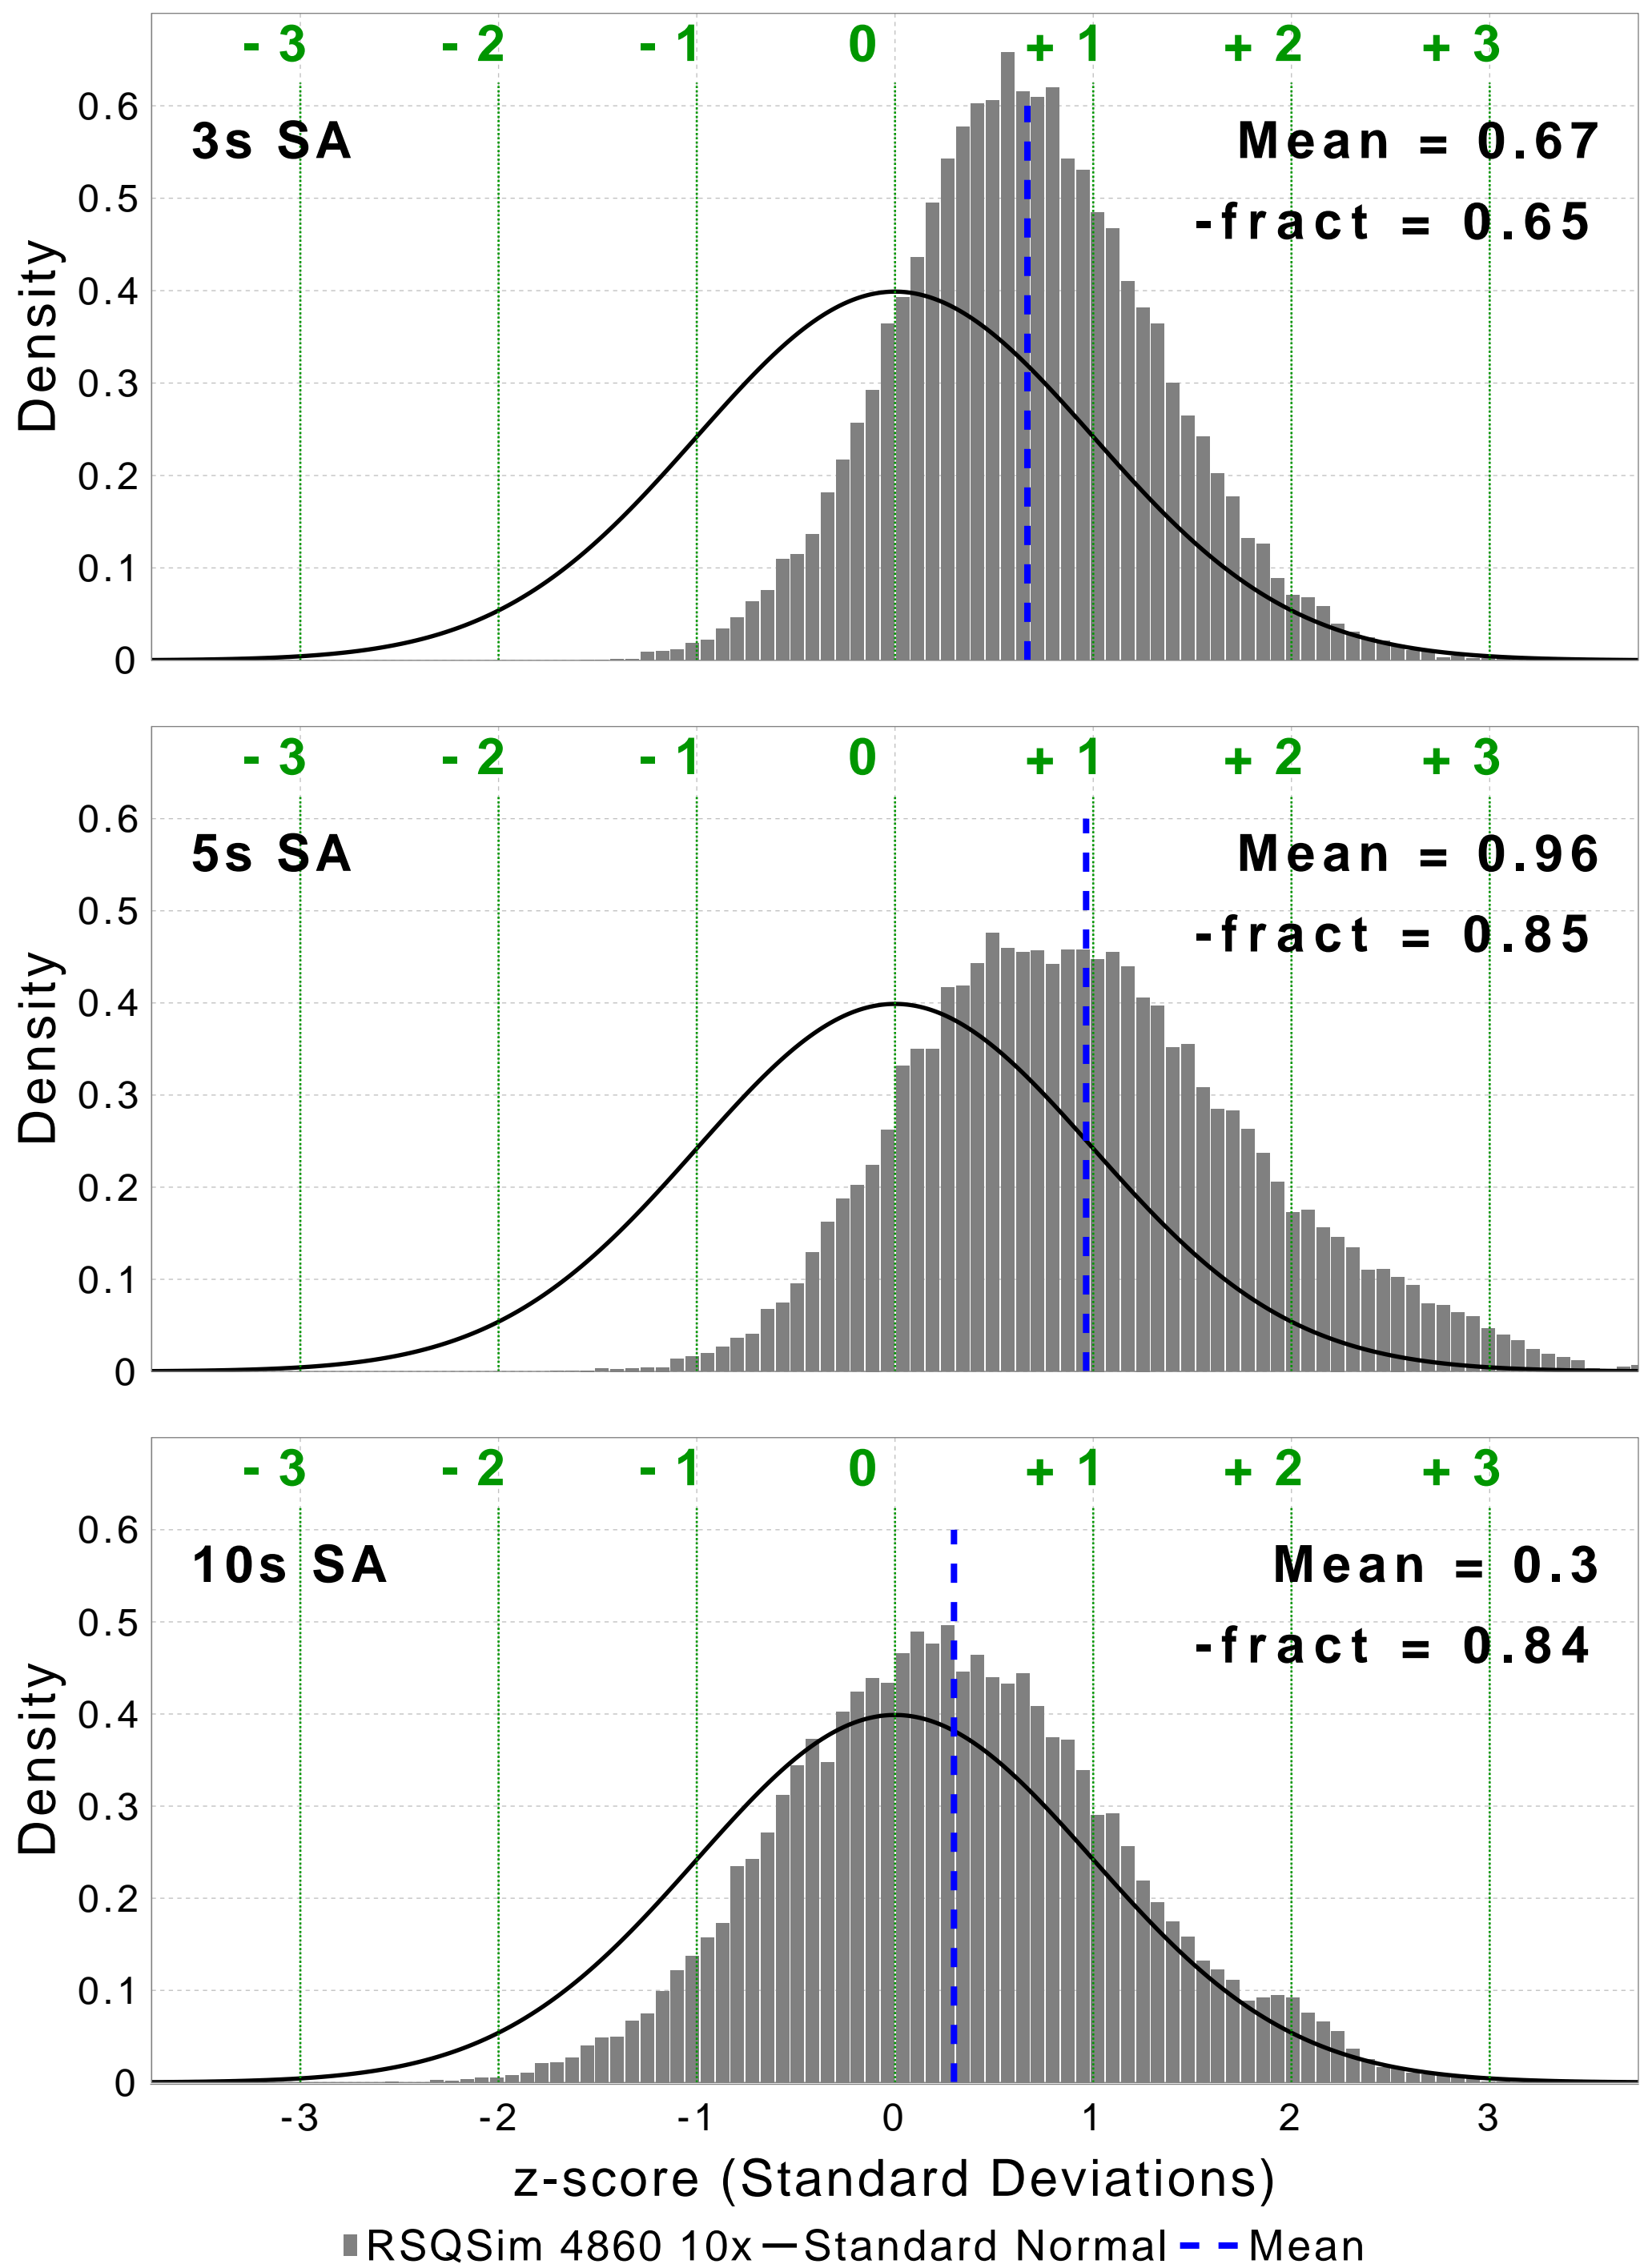 - 3 - 2 - 1 0 + 1 + 2 + 3
0.6
3s SA Mean = 0.67
0.5
-fract = 0.65
0.4
0.3
0.2
0.1
0
Density
- 3 - 2 - 1 0 + 1 + 2 + 3
0.6
5s SA Mean = 0.96
0.5
-fract = 0.85
0.4
0.3
0.2
0.1
0
Density
- 3 - 2 - 1 0 + 1 + 2 + 3
0.6
10s SA Mean = 0.3
0.5
-fract = 0.84
0.4
0.3
0.2
0.1
0
Density
-3 -2 -1 0 1 2 3
z-score (Standard Deviations)
RSQSim 4860 10x Standard Normal Mean